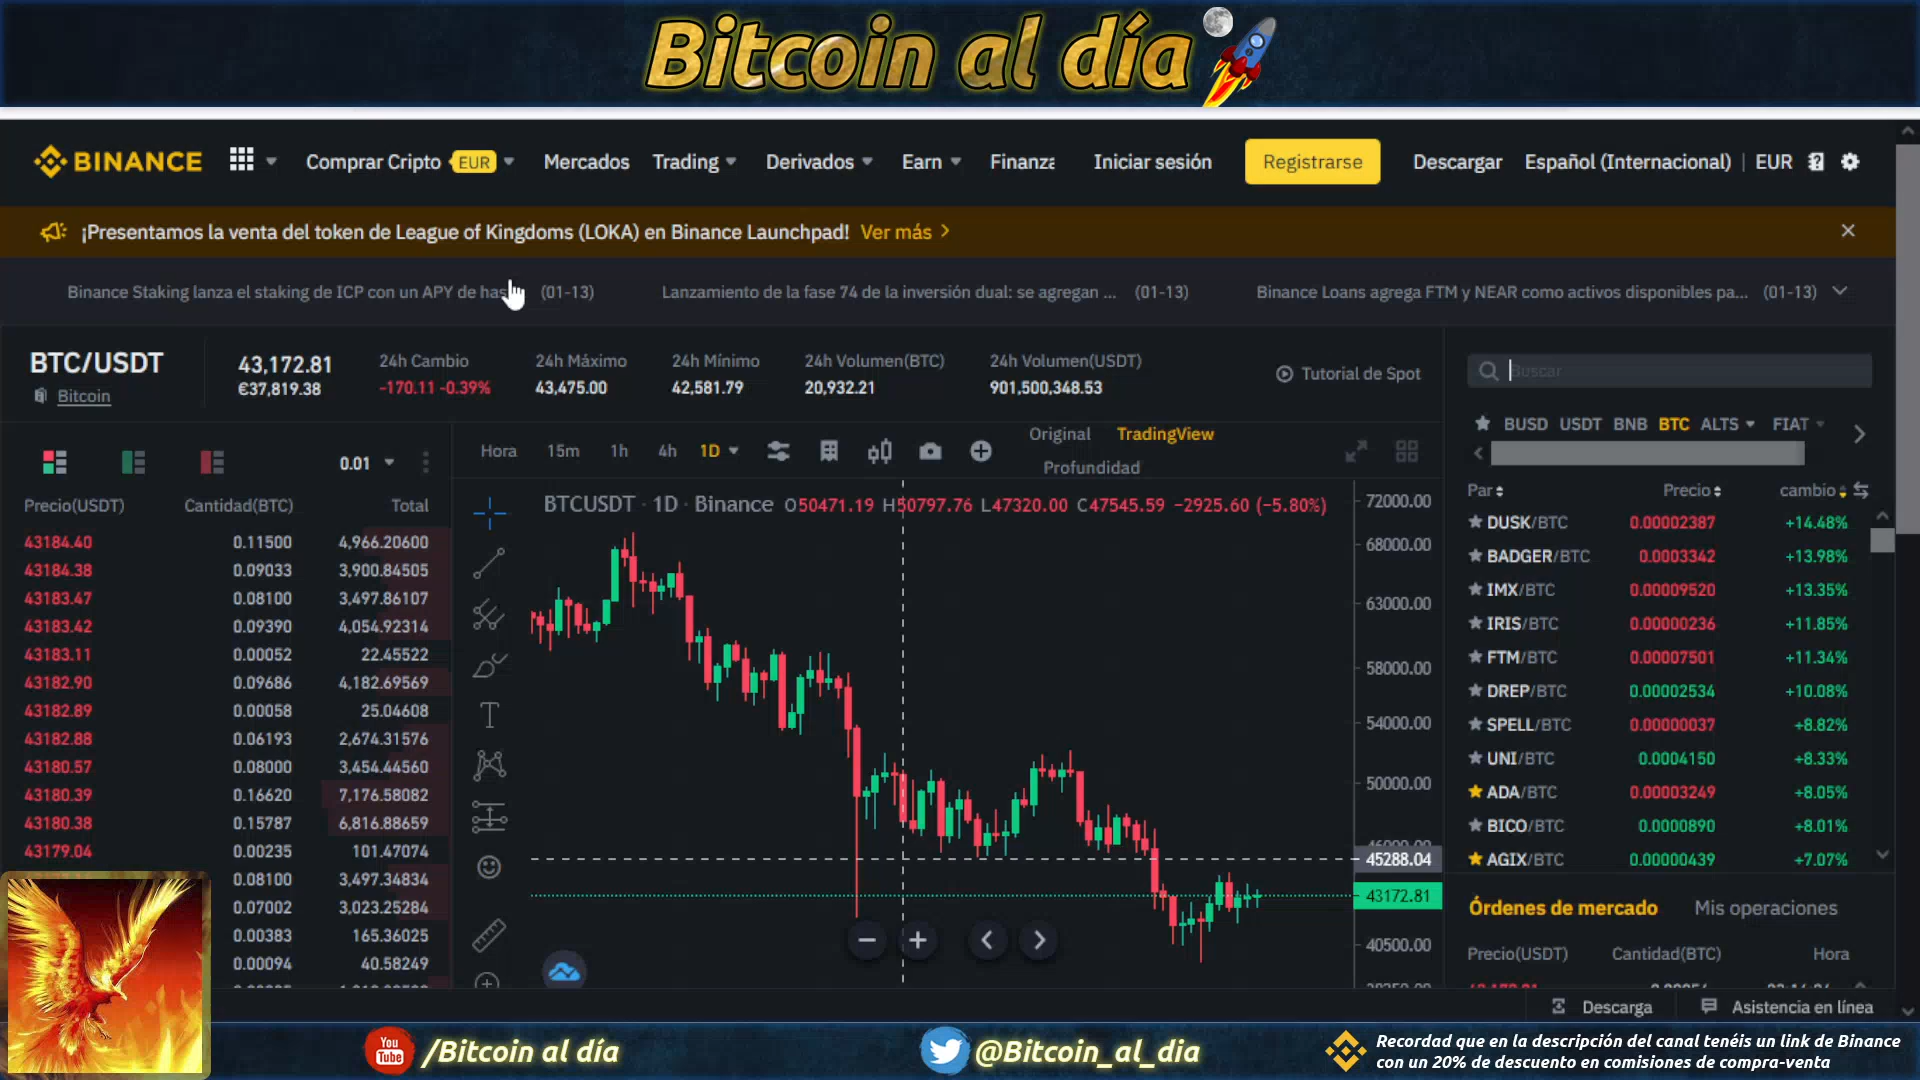 Bitcoin al día
BINANCE
Comprar Cripto EUR
Mercados
Trading
Derivados
Earn
Finanza
Iniciar sesión
Registrarse
Descargar
Español (Internacional)
EUR
¡Presentamos la venta del token de League of Kingdoms (LOKA) en Binance Launchpad! Ver más
Binance Staking lanza el staking de ICP con un APY de has (01-13)
Lanzamiento de la fase 74 de la inversión dual: se agregan ... (01-13)
Binance Loans agrega FTM y NEAR como activos disponibles pa... (01-13)
BTC/USDT
Bitcoin
43,172.81
€37,819.38
24h Cambio
-170.11 -0.39%
24h Máximo
43,475.00
24h Mínimo
42,581.79
24h Volumen(BTC)
20,932.21
24h Volumen(USDT)
901,500,348.53
Tutorial de Spot
0.01
Precio(USDT) Cantidad(BTC) Total
43184.40 0.11500 4,966.20600
43184.38 0.09033 3,900.84505
43183.47 0.08100 3,497.86107
43183.42 0.09390 4,054.92314
43183.11 0.00052 22.45522
43182.90 0.09686 4,182.69569
43182.89 0.00058 25.04608
43182.88 0.06193 2,674.31576
43180.57 0.08000 3,454.44560
43180.39 0.16620 7,176.58082
43180.38 0.15787 6,816.88659
43179.04 0.00235 101.47074
0.08100 3,497.34834
0.07002 3,023.25284
0.00383 165.36025
0.00094 40.58249
Hora 15m 1h 4h 1D
Original TradingView
Profundidad
BTCUSDT · 1D · Binance O50471.19 H50797.76 L47320.00 C47545.59 −2925.60 (−5.80%)
72000.00
68000.00
63000.00
58000.00
54000.00
50000.00
45288.04
43172.81
40500.00
Buscar
BUSD USDT BNB BTC ALTS FIAT
Par Precio cambio
DUSK/BTC 0.00002387 +14.48%
BADGER/BTC 0.0003342 +13.98%
IMX/BTC 0.00009520 +13.35%
IRIS/BTC 0.00000236 +11.85%
FTM/BTC 0.00007501 +11.34%
DREP/BTC 0.00002534 +10.08%
SPELL/BTC 0.00000037 +8.82%
UNI/BTC 0.0004150 +8.33%
ADA/BTC 0.00003249 +8.05%
BICO/BTC 0.0000890 +8.01%
AGIX/BTC 0.00000439 +7.07%
Órdenes de mercado Mis operaciones
Precio(USDT) Cantidad(BTC) Hora
Descarga
Asistencia en línea
You Tube
/Bitcoin al día
@Bitcoin_al_dia
Recordad que en la descripción del canal tenéis un link de Binance
con un 20% de descuento en comisiones de compra-venta